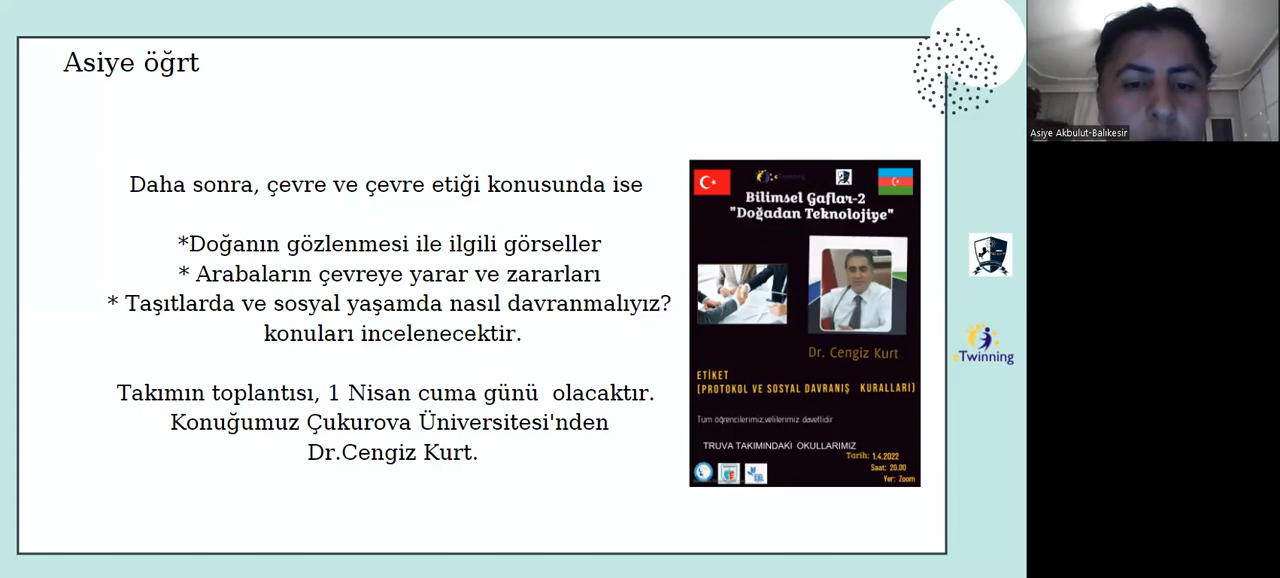 Asiye öğrt
Daha sonra, çevre ve çevre etiği konusunda ise
*Doğanın gözlenmesi ile ilgili görseller
* Arabaların çevreye yarar ve zararları
* Taşıtlarda ve sosyal yaşamda nasıl davranmalıyız?
konuları incelenecektir.
Takımın toplantısı, 1 Nisan cuma günü  olacaktır.
Konuğumuz Çukurova Üniversitesi'nden
Dr.Cengiz Kurt.
Bilimsel Gaflar-2
"Doğadan Teknolojiye"
Dr. Cengiz Kurt
ETİKET
(PROTOKOL VE SOSYAL DAVRANIŞ KURALLARI)
Tüm öğrencilerimiz,velilerimiz davetlidir
TRUVA TAKIMINDAKİ OKULLARIMIZ
Tarih: 1.4.2022
Saat: 20.00
Yer: Zoom
eTwinning
Asiye Akbulut-Balıkesir